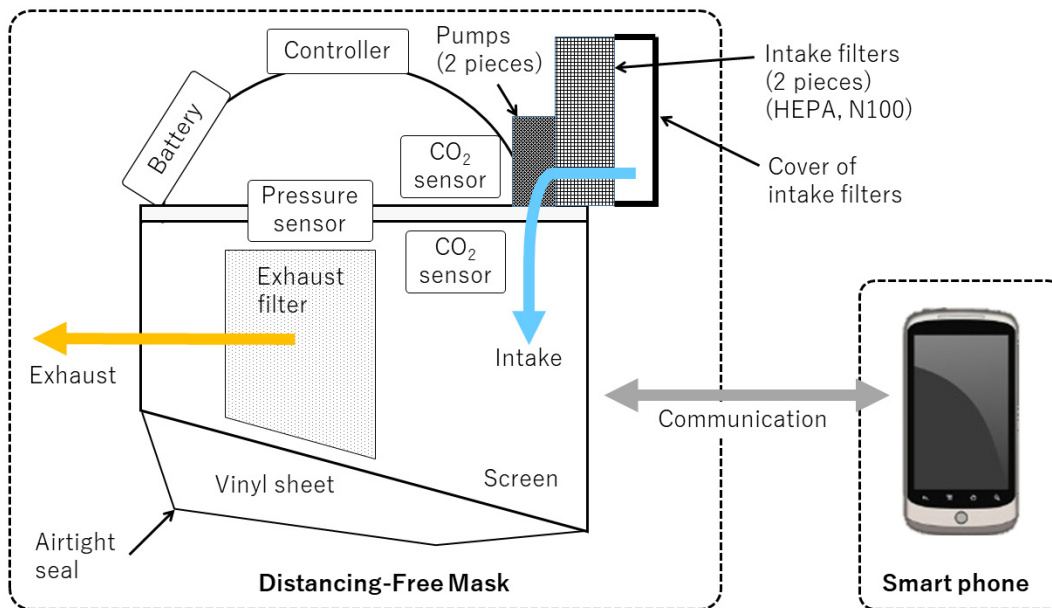 Controller
Pumps
(2 pieces)
Intake filters
(2 pieces)
(HEPA, N100)
Battery
CO₂
sensor
Cover of
intake filters
Pressure
sensor
CO₂
sensor
Exhaust
filter
Intake
Exhaust
Communication
Vinyl sheet
Screen
Airtight
seal
Distancing-Free Mask
Smart phone